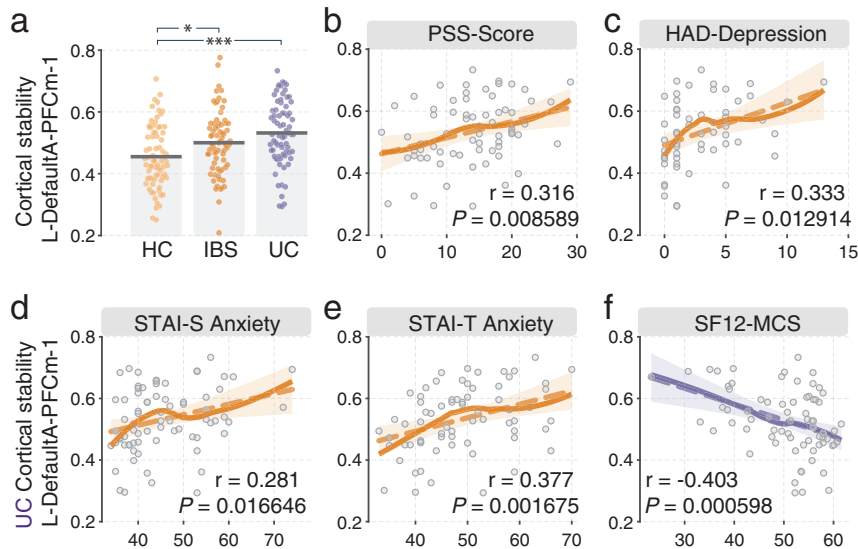 a
*
***
Cortical stability
L-DefaultA-PFCm-1
0.8
0.6
0.4
0.2
HC IBS UC
b
PSS-Score
0.8
0.6
0.4
0.2
r = 0.316
P = 0.008589
0 10 20 30
c
HAD-Depression
0.8
0.6
0.4
0.2
r = 0.333
P = 0.012914
0 5 10 15
d
STAI-S Anxiety
UC Cortical stability
L-DefaultA-PFCm-1
0.8
0.6
0.4
0.2
r = 0.281
P = 0.016646
40 50 60 70
e
STAI-T Anxiety
0.8
0.6
0.4
0.2
r = 0.377
P = 0.001675
40 50 60 70
f
SF12-MCS
0.8
0.6
0.4
0.2
r = -0.403
P = 0.000598
30 40 50 60